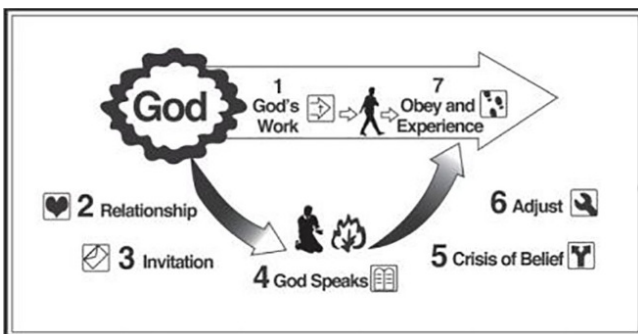 God
1
God's
Work
7
Obey and
Experience
2 Relationship
3 Invitation
4 God Speaks
5 Crisis of Belief
6 Adjust